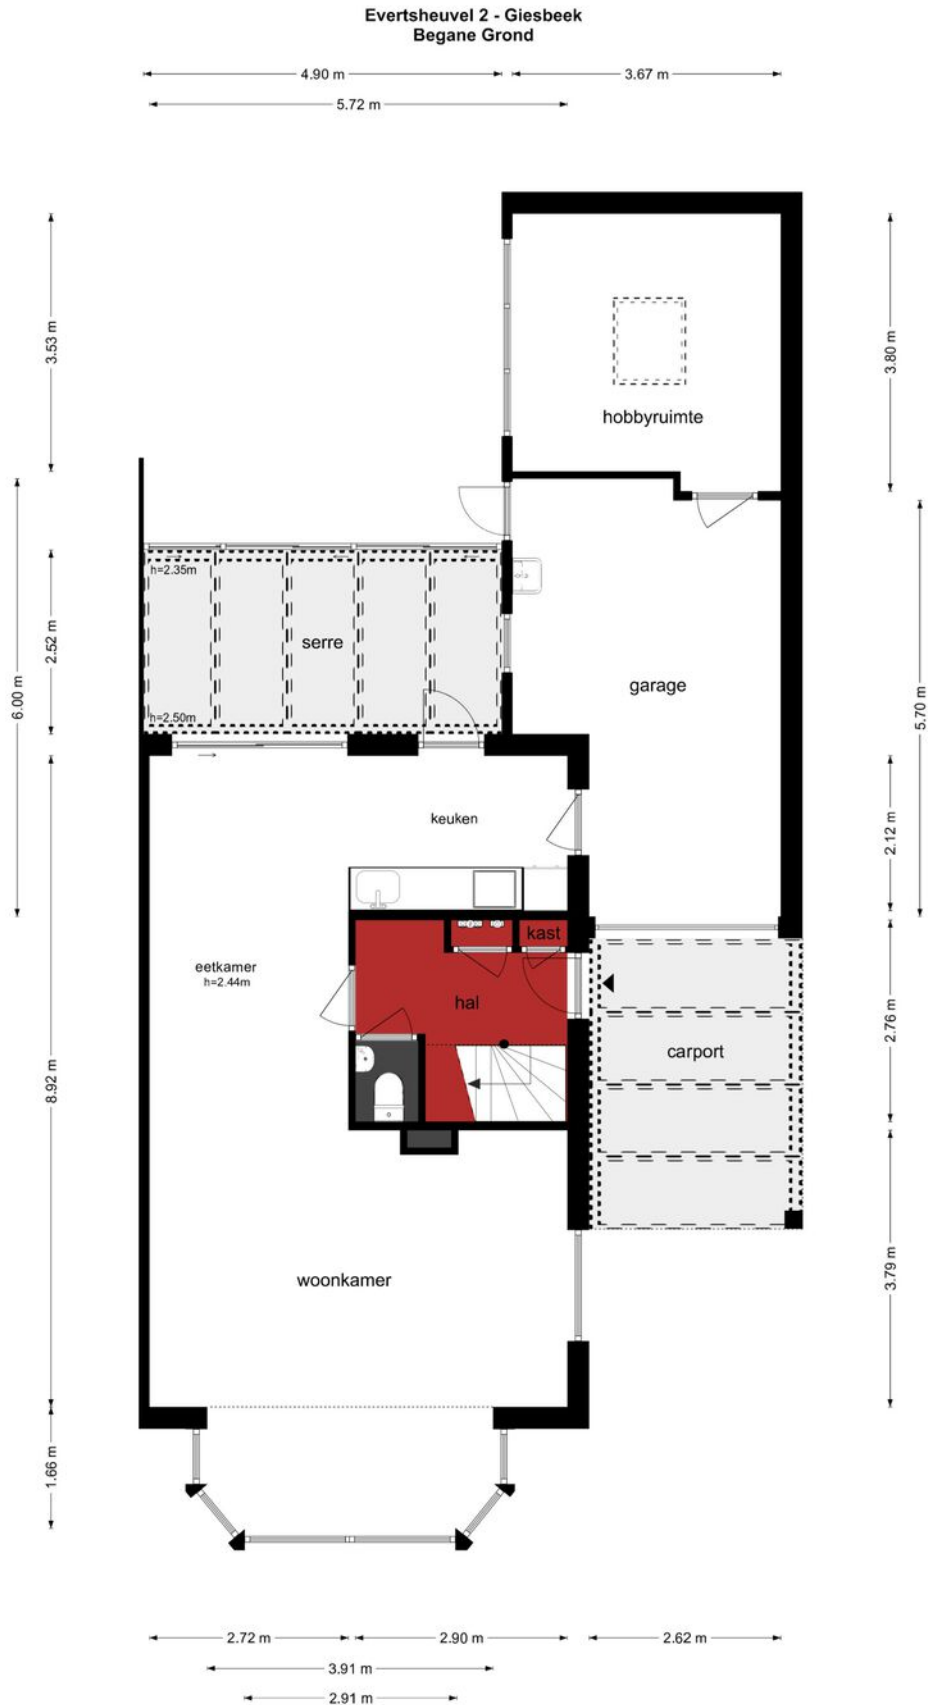 Evertsheuvel 2 - Giesbeek
Begane Grond
4.90 m
3.67 m
5.72 m
3.53 m
3.80 m
hobbyruimte
h=2.35m
serre
2.52 m
6.00 m
garage
5.70 m
h=2.50m
keuken
2.12 m
kast
eetkamer
h=2.44m
hal
2.76 m
carport
8.92 m
woonkamer
3.79 m
1.66 m
2.72 m
2.90 m
2.62 m
3.91 m
2.91 m